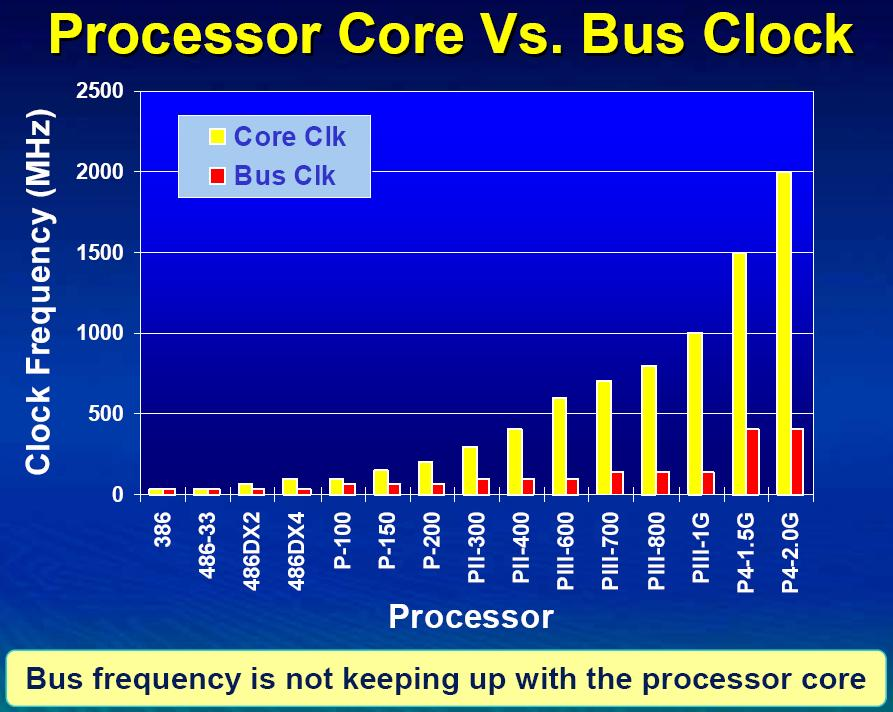 Processor Core Vs. Bus Clock
Clock Frequency (MHz)
2500
2000
1500
1000
500
0
Core Clk
Bus Clk
386
486-33
486DX2
486DX4
P-100
P-150
P-200
PII-300
PII-400
PIII-600
PIII-700
PIII-800
PIII-1G
P4-1.5G
P4-2.0G
Processor
Bus frequency is not keeping up with the processor core